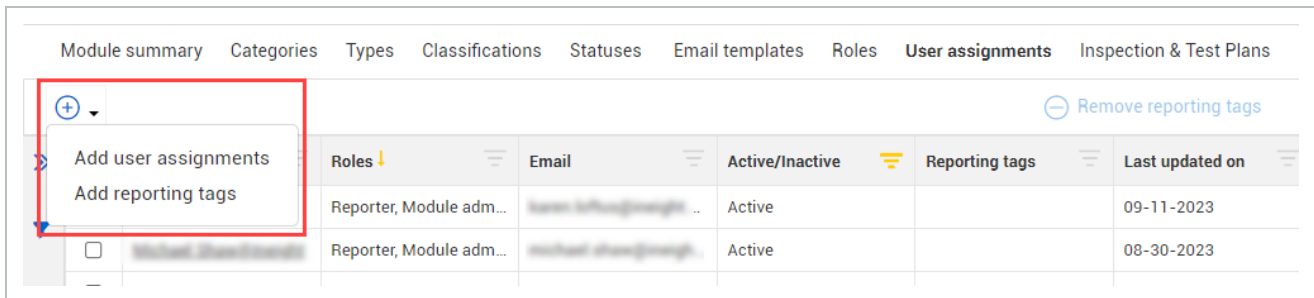 Module summary Categories Types Classifications Statuses Email templates Roles User assignments Inspection & Test Plans
Remove reporting tags
Add user assignments
Add reporting tags
Roles Email Active/Inactive Reporting tags Last updated on
Reporter, Module adm... Active 09-11-2023
Reporter, Module adm... Active 08-30-2023